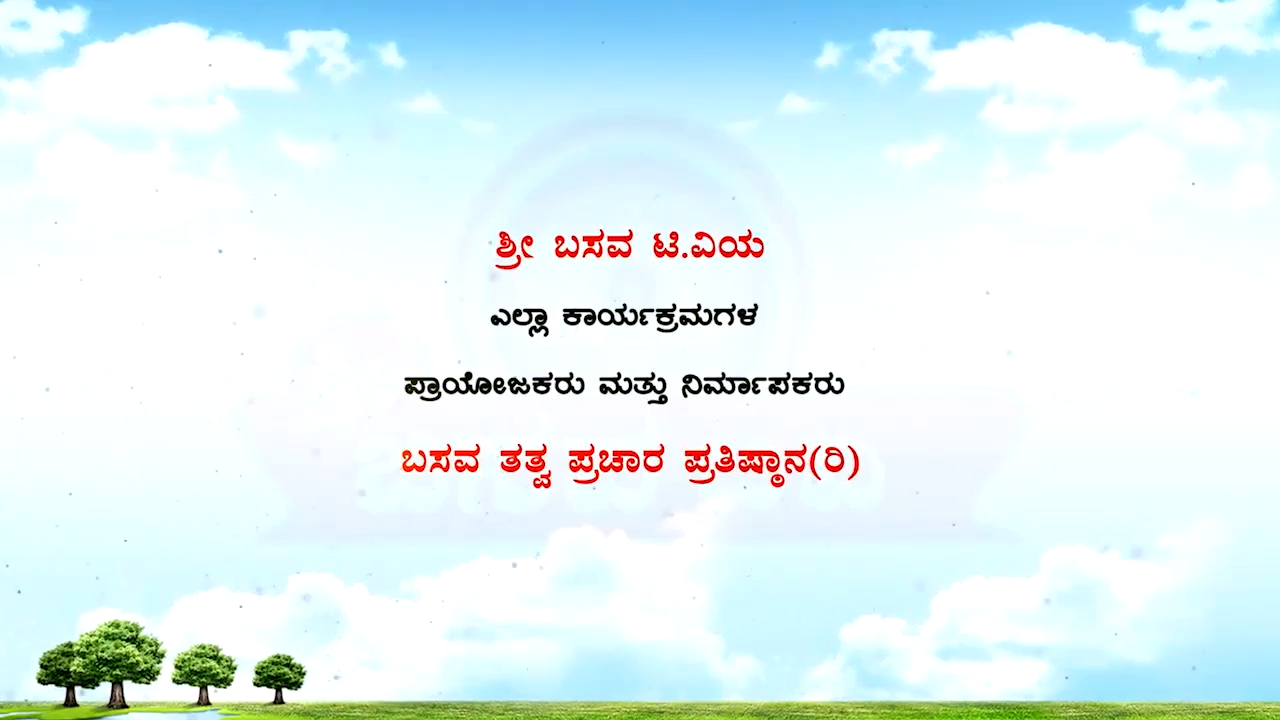 ಶ್ರೀ ಬಸವ ಟಿ.ವಿಯ
ಎಲ್ಲಾ ಕಾರ್ಯಕ್ರಮಗಳ
ಪ್ರಾಯೋಜಕರು ಮತ್ತು ನಿರ್ಮಾಪಕರು
ಬಸವ ತತ್ವ ಪ್ರಚಾರ ಪ್ರತಿಷ್ಠಾನ(ರಿ)